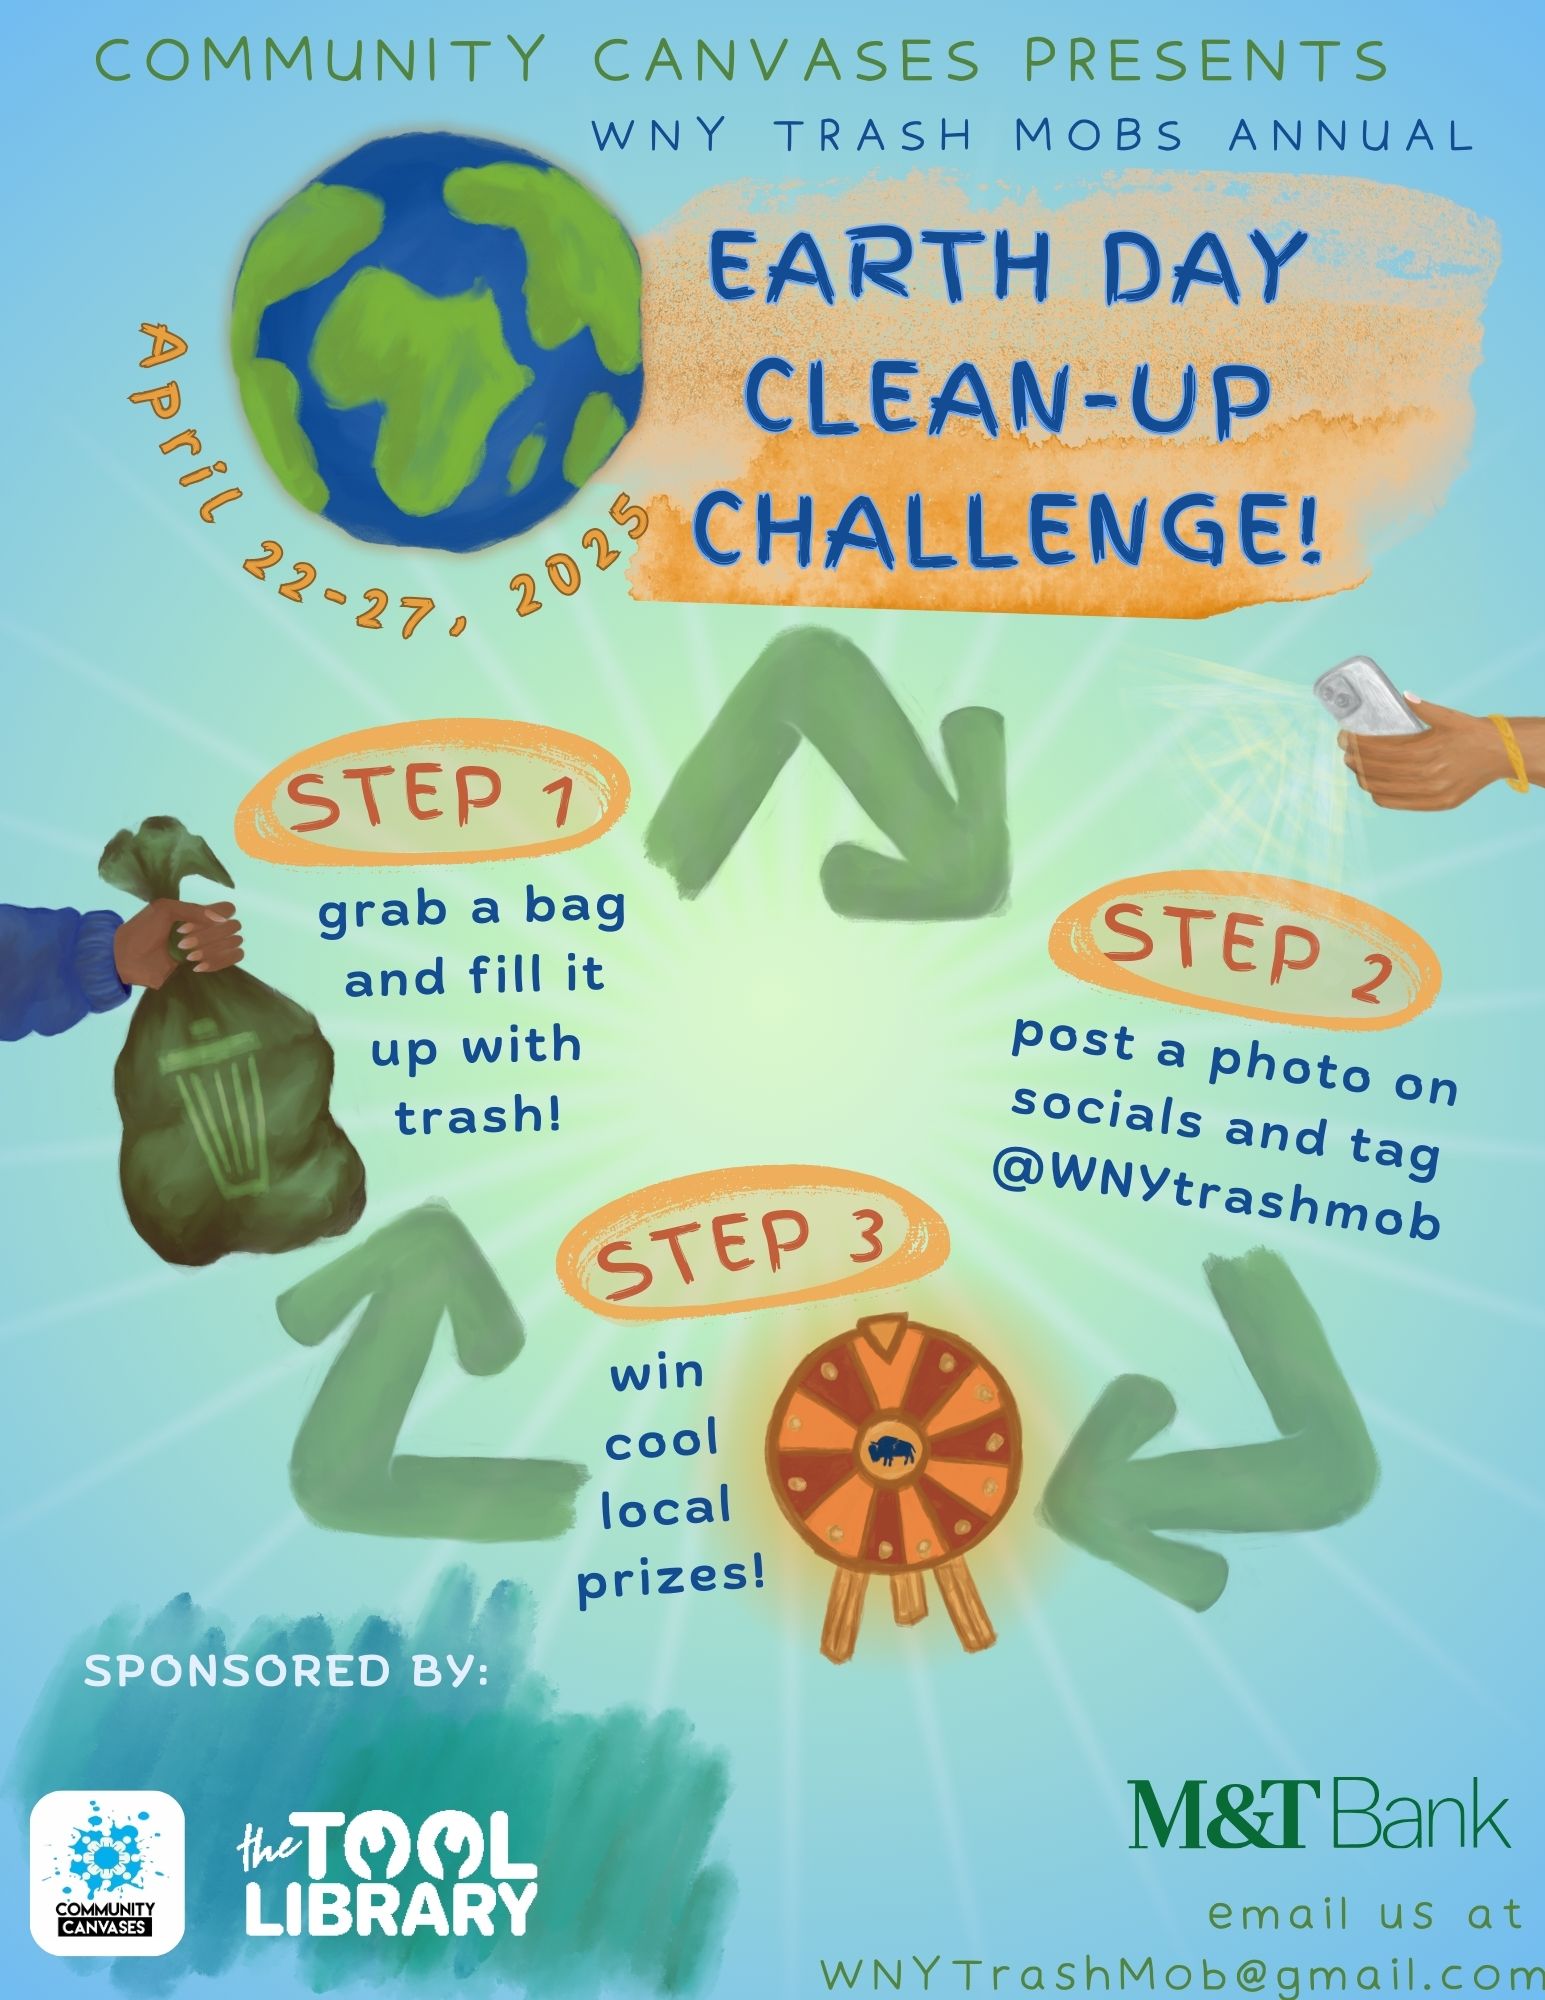 COMMUNITY CANVASES PRESENTS
WNY TRASH MOBS ANNUAL
EARTH DAY
CLEAN-UP
CHALLENGE!
April 22-27, 2025
STEP 1
grab a bag
and fill it
up with
trash!
STEP 2
post a photo on
socials and tag
@WNYtrashmob
STEP 3
win
cool
local
prizes!
SPONSORED BY:
COMMUNITY
CANVASES
the TOOL
LIBRARY
M&T Bank
email us at
WNYTrashMob@gmail.com